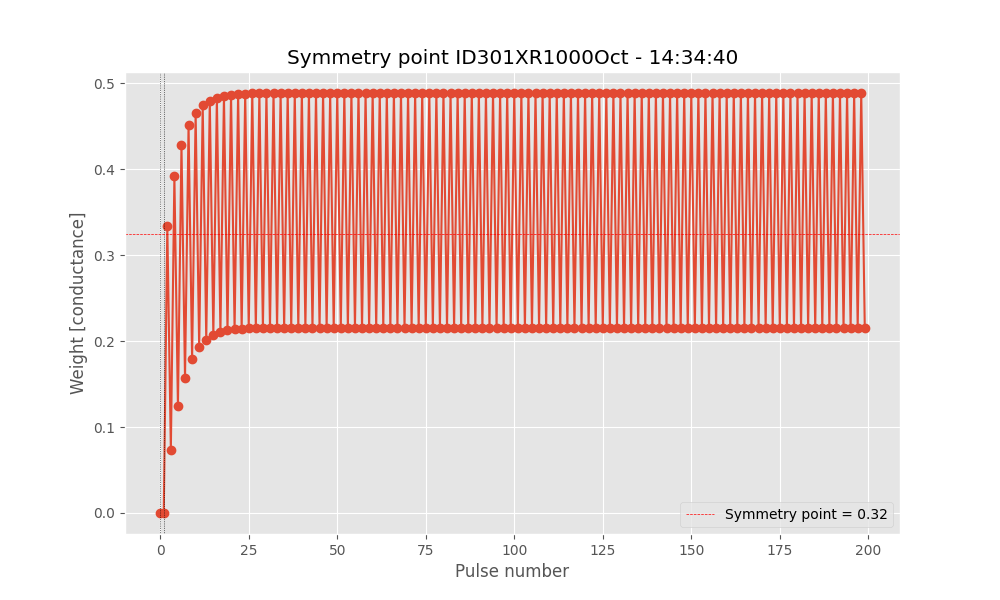 Symmetry point ID301XR1000Oct - 14:34:40
0.5
0.4
0.3
0.2
0.1
0.0
Weight [conductance]
Symmetry point = 0.32
0 25 50 75 100 125 150 175 200
Pulse number